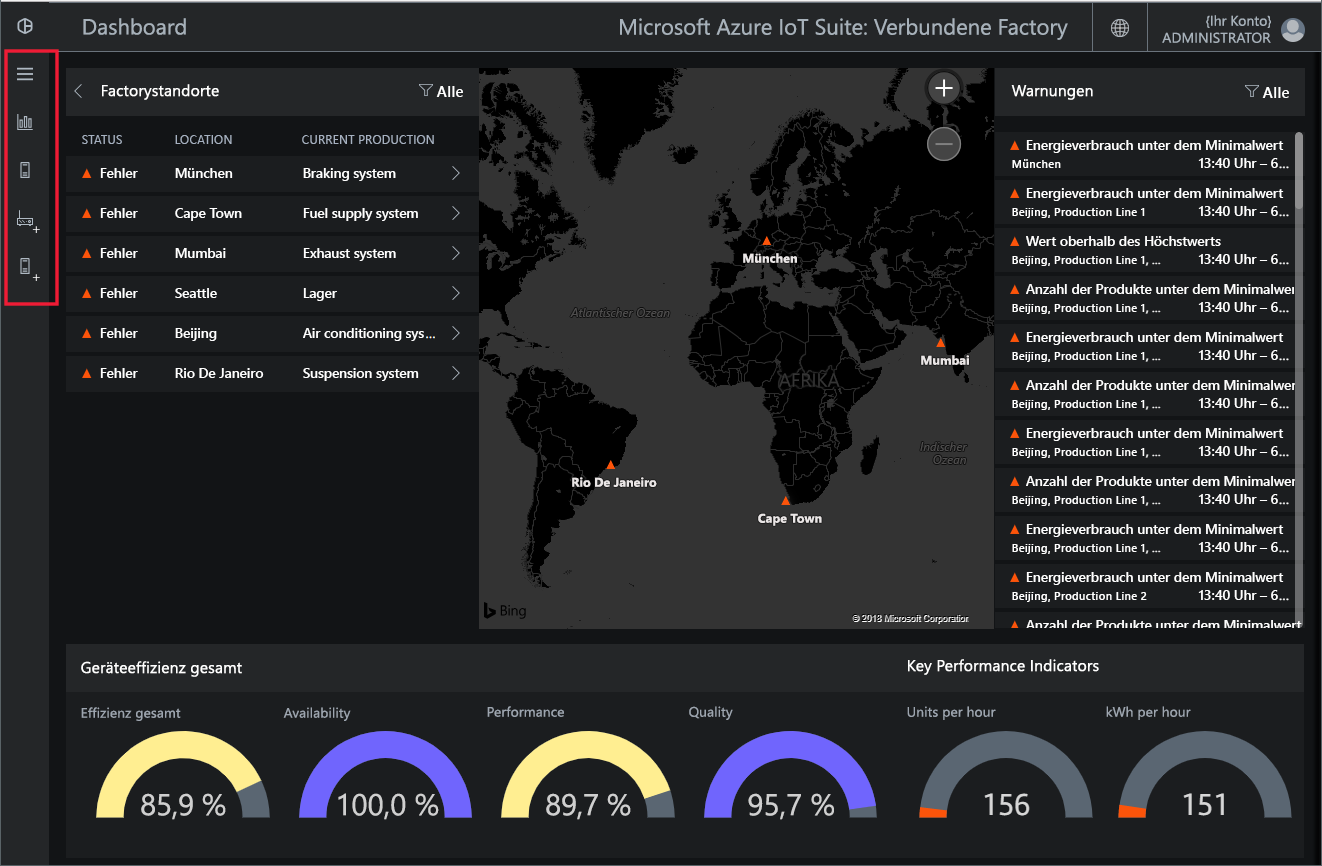 Dashboard
Microsoft Azure IoT Suite: Verbundene Factory
{Ihr Konto}
ADMINISTRATOR
Factorystandorte
Alle
STATUS LOCATION CURRENT PRODUCTION
Fehler München Braking system
Fehler Cape Town Fuel supply system
Fehler Mumbai Exhaust system
Fehler Seattle Lager
Fehler Beijing Air conditioning sys...
Fehler Rio De Janeiro Suspension system
München
Atlantischer Ozean
Mumbai
AFRIKA
Indischer
Ozean
Rio De Janeiro
Cape Town
Bing
© 2018 Microsoft Corporation
Warnungen
Alle
Energieverbrauch unter dem Minimalwert
München 13:40 Uhr – 6...
Energieverbrauch unter dem Minimalwert
Beijing, Production Line 1 13:40 Uhr – 6...
Wert oberhalb des Höchstwerts
Beijing, Production Line 1, ... 13:40 Uhr – 6...
Anzahl der Produkte unter dem Minimalwer
Beijing, Production Line 1, ... 13:40 Uhr – 6...
Energieverbrauch unter dem Minimalwert
Beijing, Production Line 1, ... 13:40 Uhr – 6...
Anzahl der Produkte unter dem Minimalwer
Beijing, Production Line 1, ... 13:40 Uhr – 6...
Energieverbrauch unter dem Minimalwert
Beijing, Production Line 1, ... 13:40 Uhr – 6...
Anzahl der Produkte unter dem Minimalwer
Beijing, Production Line 1, ... 13:40 Uhr – 6...
Energieverbrauch unter dem Minimalwert
Beijing, Production Line 1, ... 13:40 Uhr – 6...
Energieverbrauch unter dem Minimalwert
Beijing, Production Line 2 13:40 Uhr – 6...
Anzahl der Produkte unter dem Minimalwert
Geräteeffizienz gesamt
Key Performance Indicators
Effizienz gesamt Availability Performance Quality Units per hour kWh per hour
85,9 % 100,0 % 89,7 % 95,7 % 156 151